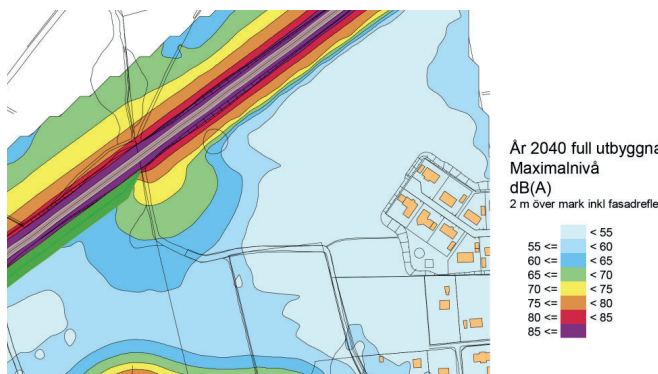 År 2040 full utbyggna
Maximalnivå
dB(A)
2 m över mark inkl fasadrefle
< 55
55 <= < 60
60 <= < 65
65 <= < 70
70 <= < 75
75 <= < 80
80 <= < 85
85 <=